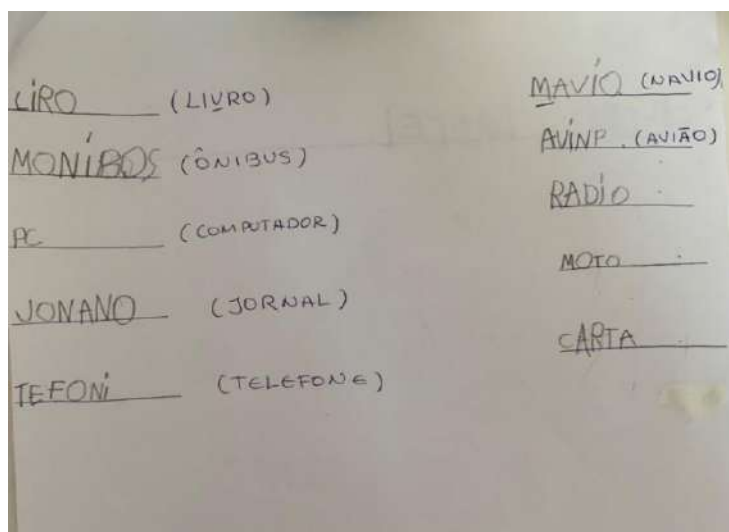 LIRO (LIVRO)
MONIBOS (ÔNIBUS)
PC (COMPUTADOR)
JONANO (JORNAL)
TEFONI (TELEFONE)
MAVIO (NAVIO)
AVINP (AVIÃO)
RADIO
MOTO
CARTA